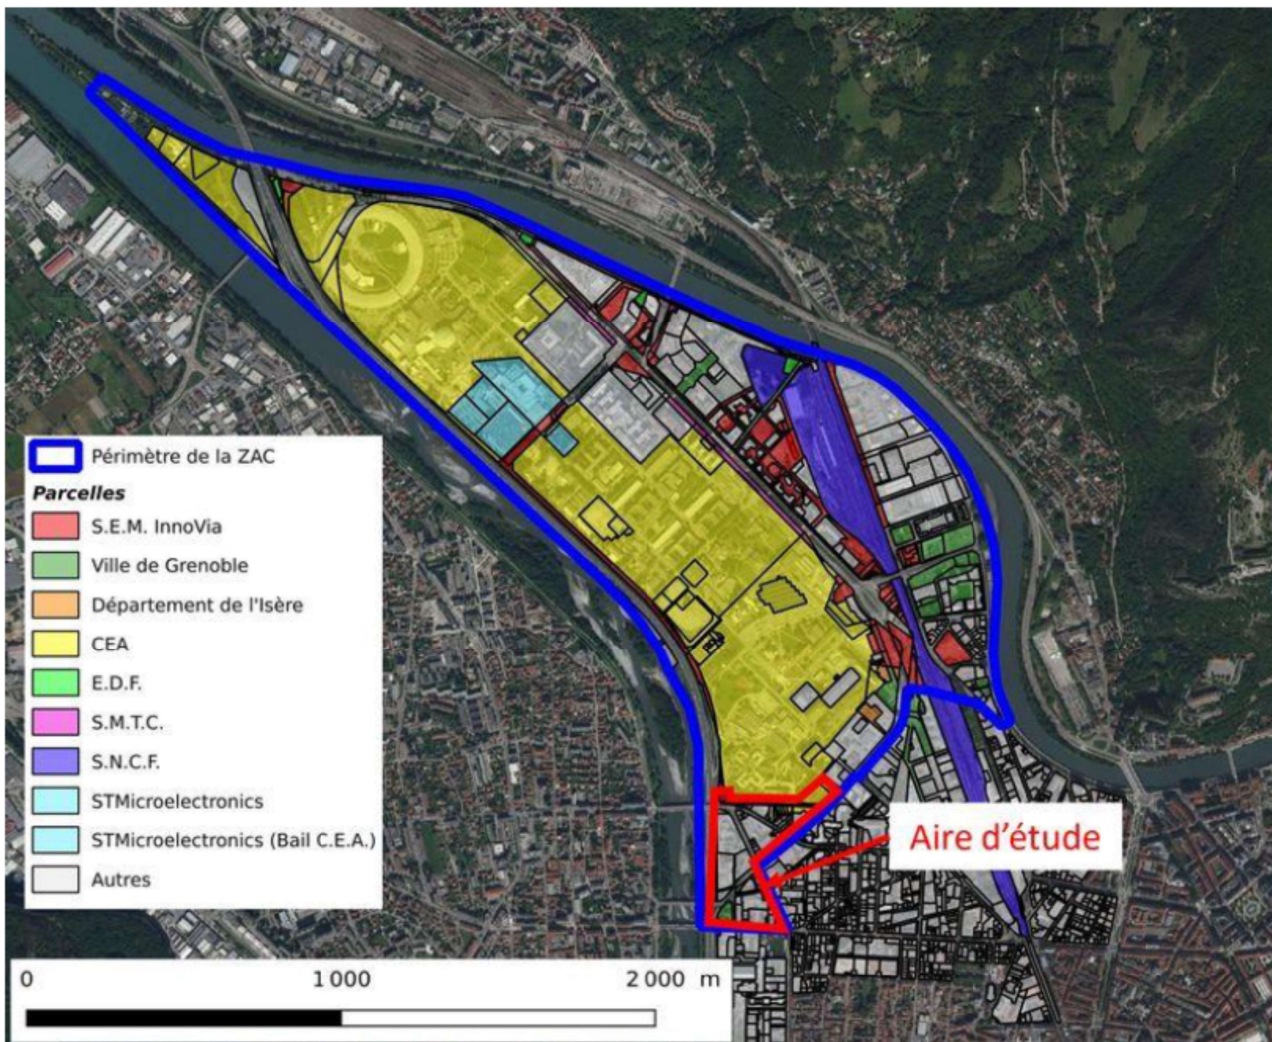 Périmètre de la ZAC
Parcelles
S.E.M. InnoVia
Ville de Grenoble
Département de l'Isère
CEA
E.D.F.
S.M.T.C.
S.N.C.F.
STMicroelectronics
STMicroelectronics (Bail C.E.A.)
Autres
Aire d'étude
0 1 000 2 000 m